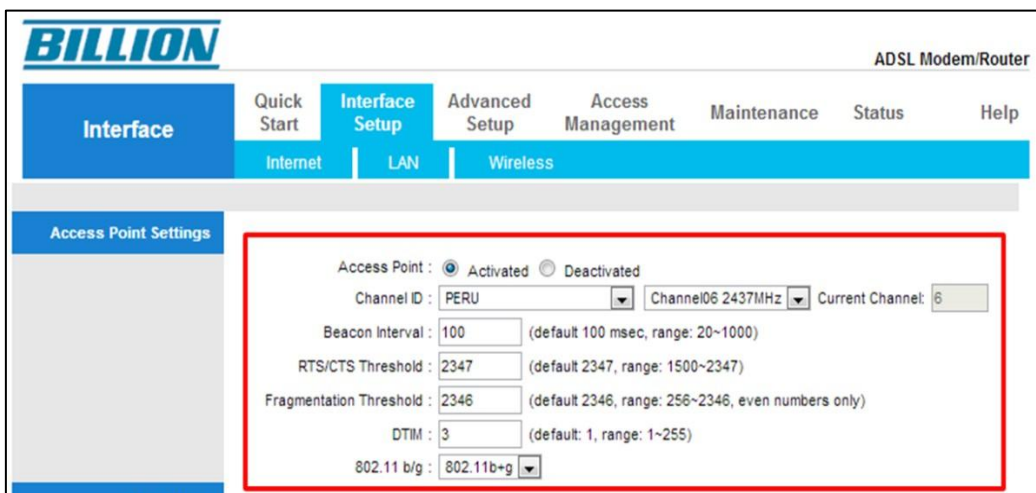 BILLION
ADSL Modem/Router
Interface
Quick Start
Interface Setup
Advanced Setup
Access Management
Maintenance
Status
Help
Internet
LAN
Wireless
Access Point Settings
Access Point : Activated Deactivated
Channel ID : PERU Channel06 2437MHz Current Channel: 6
Beacon Interval : 100 (default 100 msec, range: 20~1000)
RTS/CTS Threshold : 2347 (default 2347, range: 1500~2347)
Fragmentation Threshold : 2346 (default 2346, range: 256~2346, even numbers only)
DTIM : 3 (default: 1, range: 1~255)
802.11 b/g : 802.11b+g